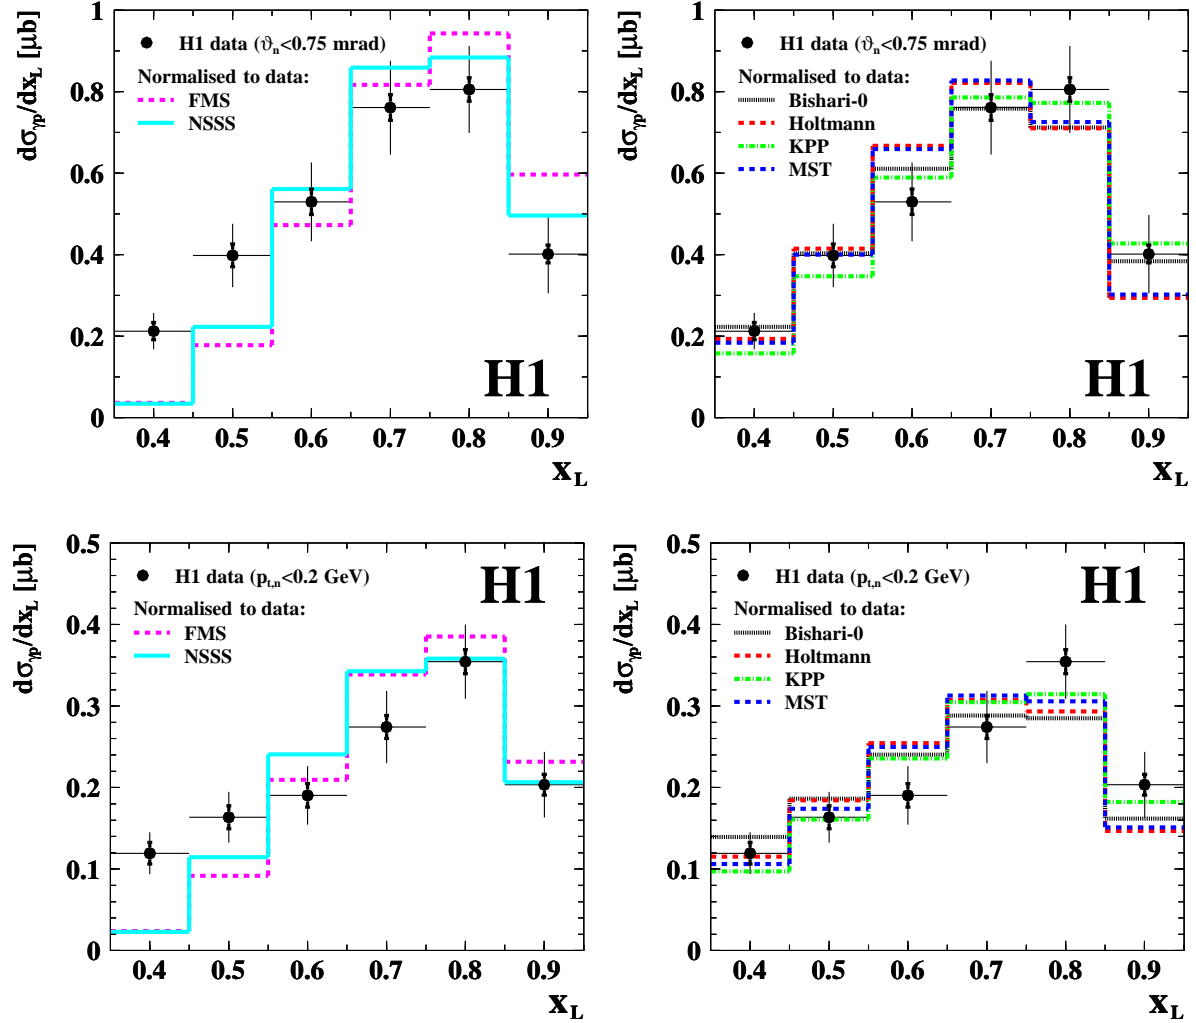 dσγp/dxL [μb]
1
0.8
0.6
0.4
0.2
0
H1 data (ϑn<0.75 mrad)
Normalised to data:
FMS
NSSS
H1
0.4 0.5 0.6 0.7 0.8 0.9
xL
dσγp/dxL [μb]
1
0.8
0.6
0.4
0.2
0
H1 data (ϑn<0.75 mrad)
Normalised to data:
Bishari-0
Holtmann
KPP
MST
H1
0.4 0.5 0.6 0.7 0.8 0.9
xL
dσγp/dxL [μb]
0.5
0.4
0.3
0.2
0.1
0
H1 data (pt,n<0.2 GeV)
Normalised to data:
FMS
NSSS
H1
0.4 0.5 0.6 0.7 0.8 0.9
xL
dσγp/dxL [μb]
0.5
0.4
0.3
0.2
0.1
0
H1 data (pt,n<0.2 GeV)
Normalised to data:
Bishari-0
Holtmann
KPP
MST
H1
0.4 0.5 0.6 0.7 0.8 0.9
xL